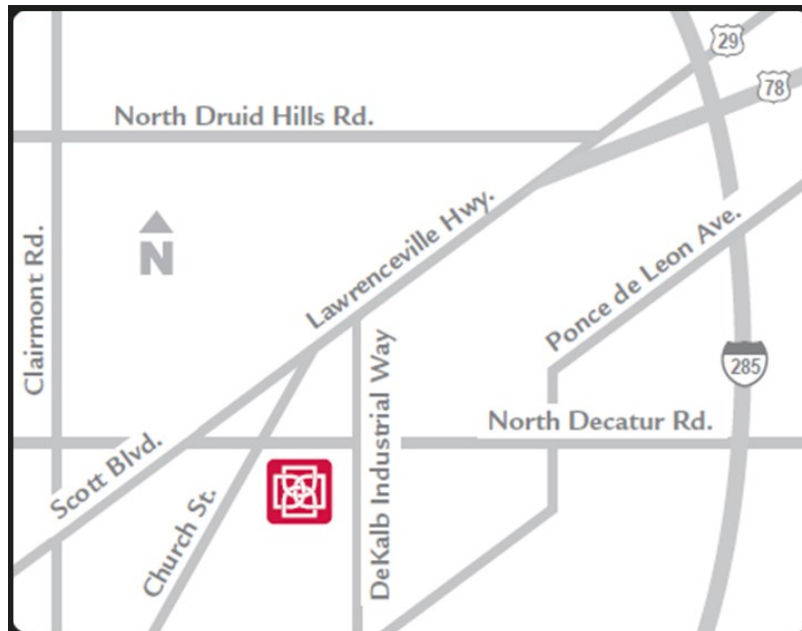 29
78
North Druid Hills Rd.
N
Clairmont Rd.
Lawrenceville Hwy.
Ponce de Leon Ave.
285
DeKalb Industrial Way
North Decatur Rd.
Scott Blvd.
Church St.